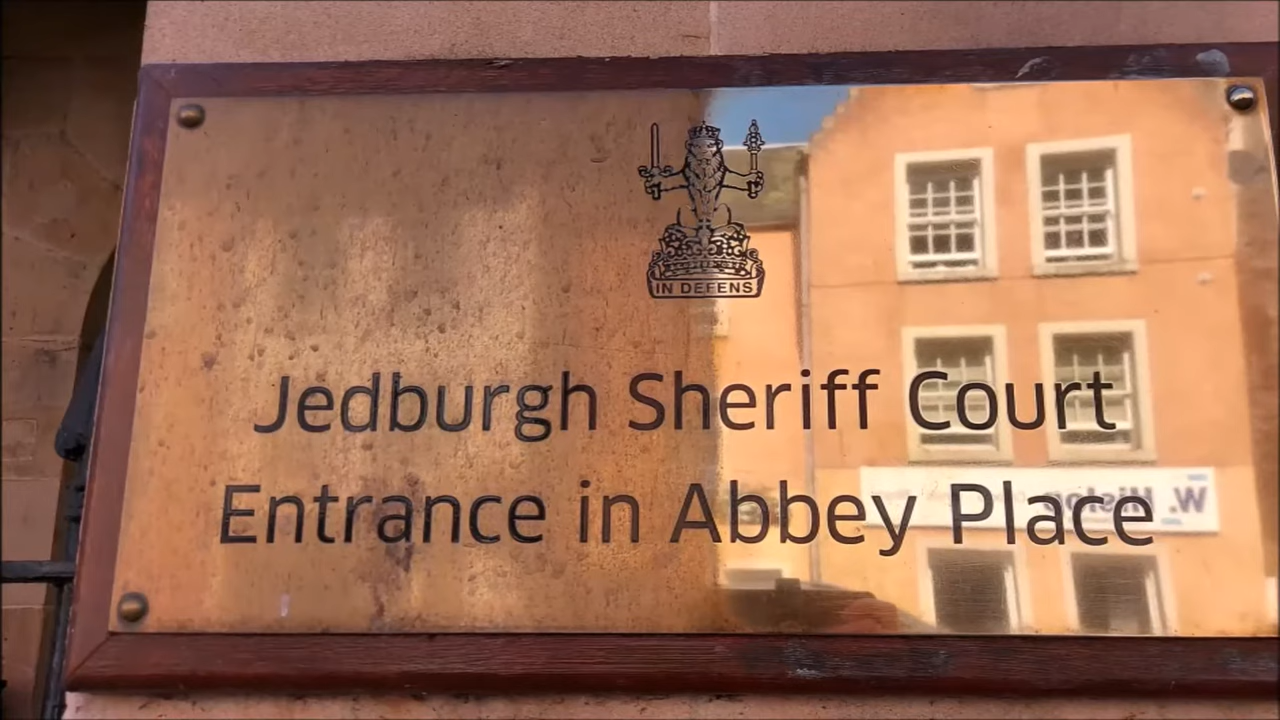 IN DEFENS
Jedburgh Sheriff Court
Entrance in Abbey Place
W.